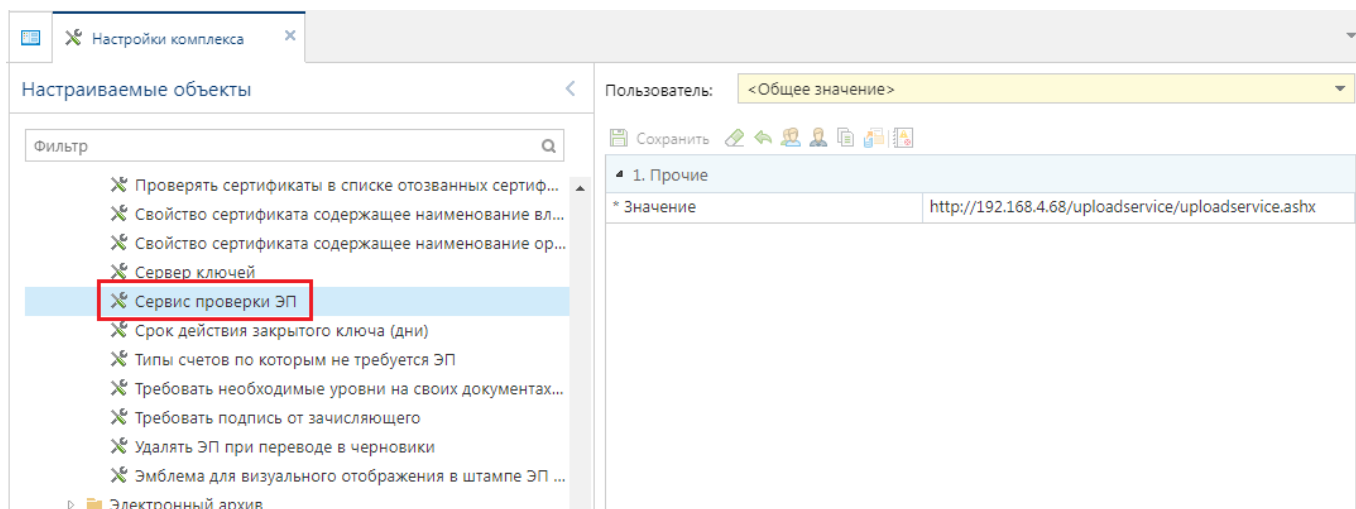 Настройки комплекса
Настраиваемые объекты
Фильтр
Проверять сертификаты в списке отозванных сертиф...
Свойство сертификата содержащее наименование вл...
Свойство сертификата содержащее наименование ор...
Сервер ключей
Сервис проверки ЭП
Срок действия закрытого ключа (дни)
Типы счетов по которым не требуется ЭП
Требовать необходимые уровни на своих документах...
Требовать подпись от зачисляющего
Удалять ЭП при переводе в черновики
Эмблема для визуального отображения в штампе ЭП ...
Электронный архив
Пользователь: <Общее значение>
Сохранить
1. Прочие
* Значение http://192.168.4.68/uploadservice/uploadservice.ashx